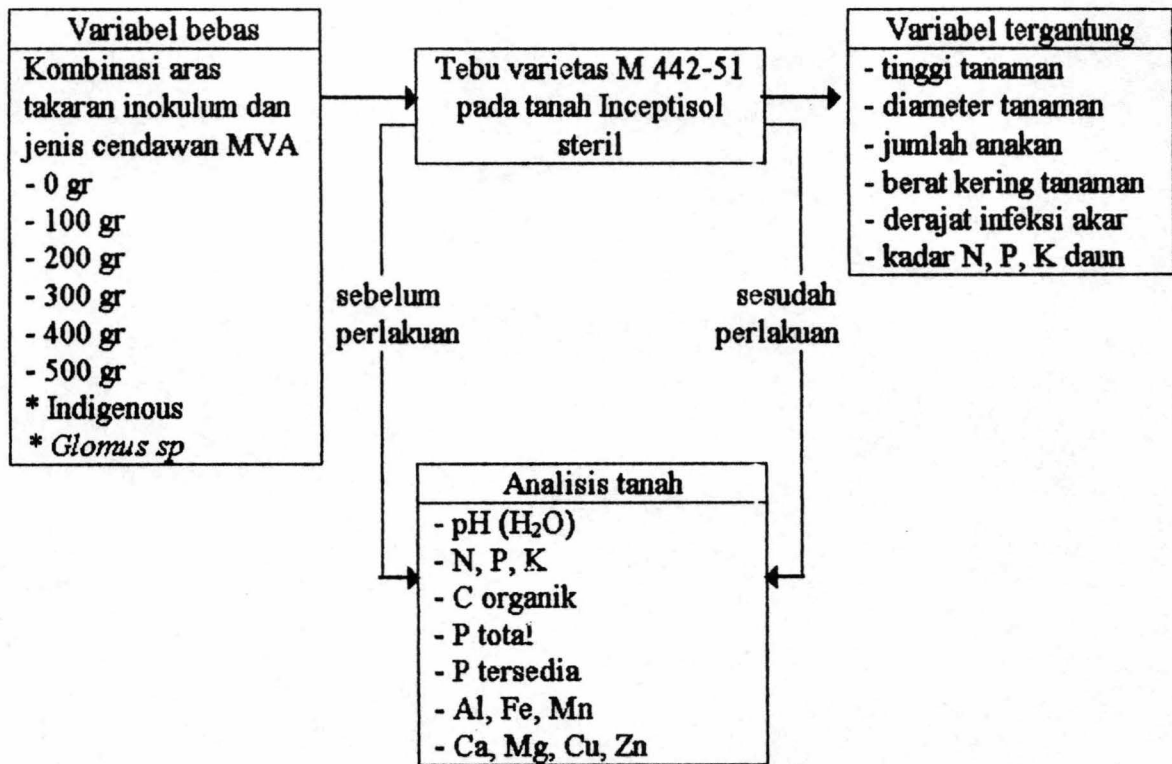 Variabel bebas
Kombinasi aras
takaran inokulum dan
jenis cendawan MVA
- 0 gr
- 100 gr
- 200 gr
- 300 gr
- 400 gr
- 500 gr
* Indigenous
* Glomus sp
Tebu varietas M 442-51
pada tanah Inceptisol
steril
Variabel tergantung
- tinggi tanaman
- diameter tanaman
- jumlah anakan
- berat kering tanaman
- derajat infeksi akar
- kadar N, P, K daun
sebelum
perlakuan
sesudah
perlakuan
Analisis tanah
- pH (H₂O)
- N, P, K
- C organik
- P total
- P tersedia
- Al, Fe, Mn
- Ca, Mg, Cu, Zn